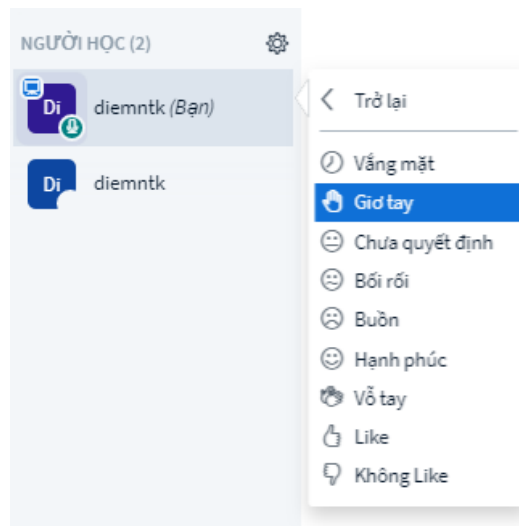 NGƯỜI HỌC (2)
Di diemntk (Bạn)
Di diemntk
Trở lại
Vắng mặt
Giơ tay
Chưa quyết định
Bối rối
Buồn
Hạnh phúc
Vỗ tay
Like
Không Like